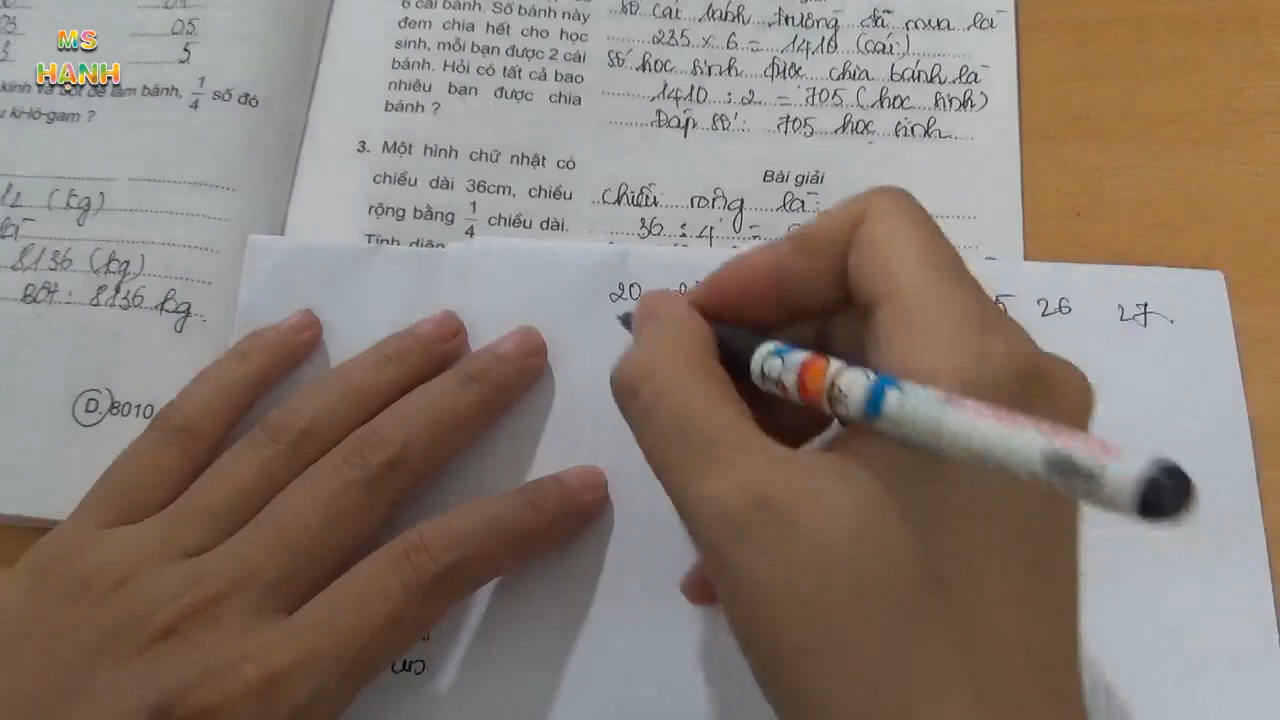 MS
HẠNH
05
5
kính và bột để làm bánh, 1/4 số đó
ki-lô-gam ?
(kg)
là
8136 (kg)
bột: 8136 kg.
D. 8010
6 cái bánh. Số bánh này
đem chia hết cho học
sinh, mỗi bạn được 2 cái
bánh. Hỏi có tất cả bao
nhiêu bạn được chia
bánh ?
Số cái bánh trường đã mua là
235 x 6 = 1410 (cái)
Số học sinh được chia bánh là
1410 : 2 = 705 (học sinh)
Đáp số: 705 học sinh
3. Một hình chữ nhật có
chiều dài 36cm, chiều
rộng bằng 1/4 chiều dài.
Tính diện
Bài giải
Chiều rộng là:
36 : 4 =
20 26 27.